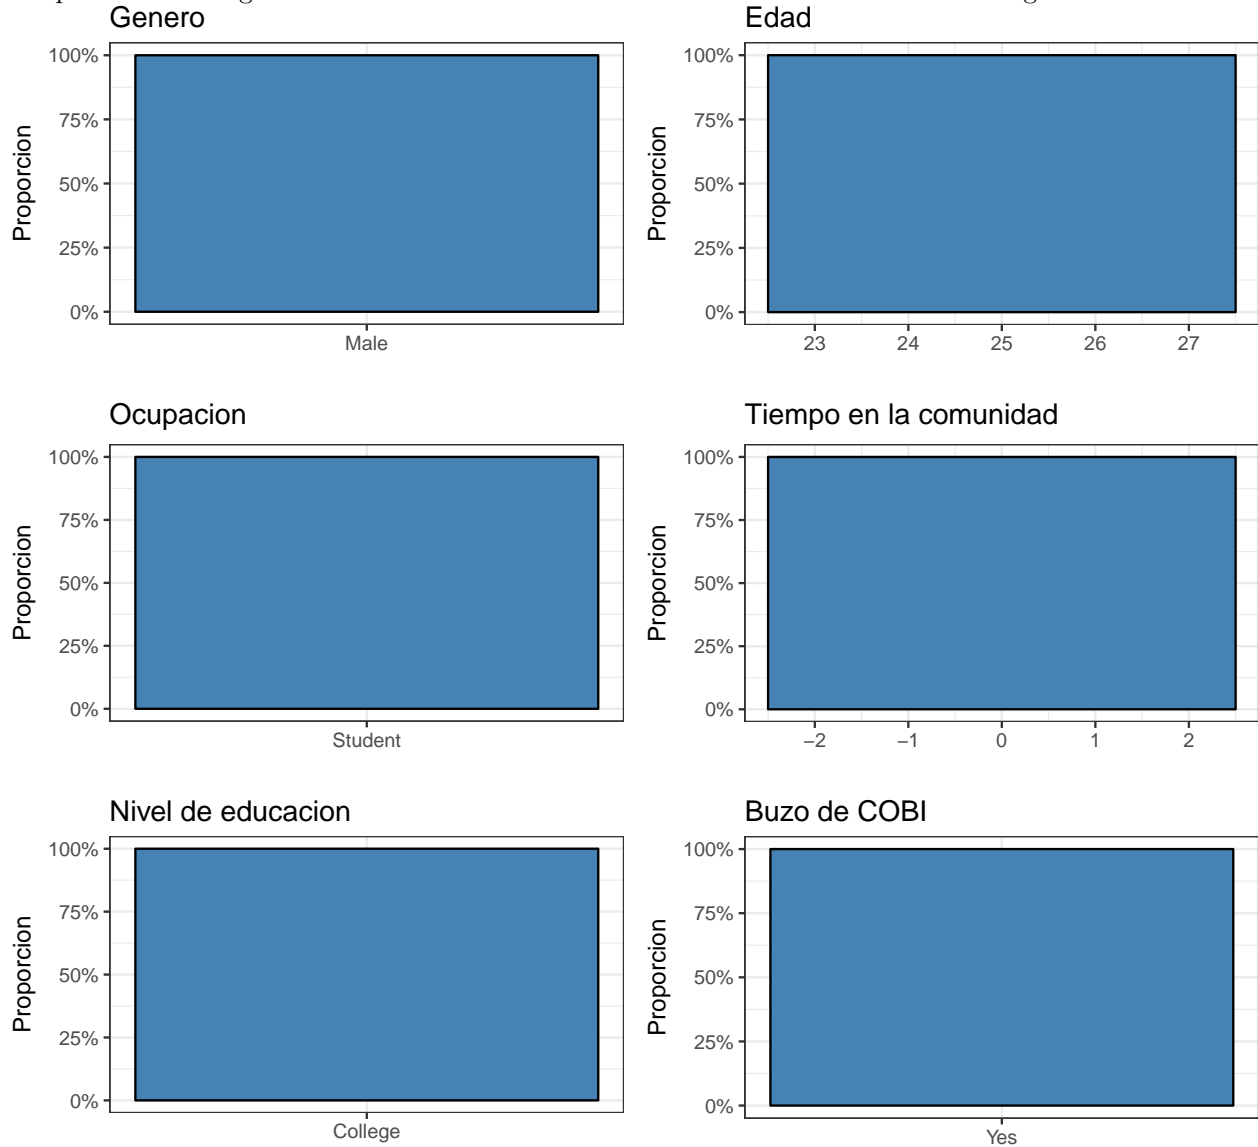 Genero
Edad
100%
75%
50%
25%
0%
Proporcion
Male
100%
75%
50%
25%
0%
Proporcion
23 24 25 26 27
Ocupacion
Tiempo en la comunidad
100%
75%
50%
25%
0%
Proporcion
Student
100%
75%
50%
25%
0%
Proporcion
−2 −1 0 1 2
Nivel de educacion
Buzo de COBI
100%
75%
50%
25%
0%
Proporcion
College
100%
75%
50%
25%
0%
Proporcion
Yes